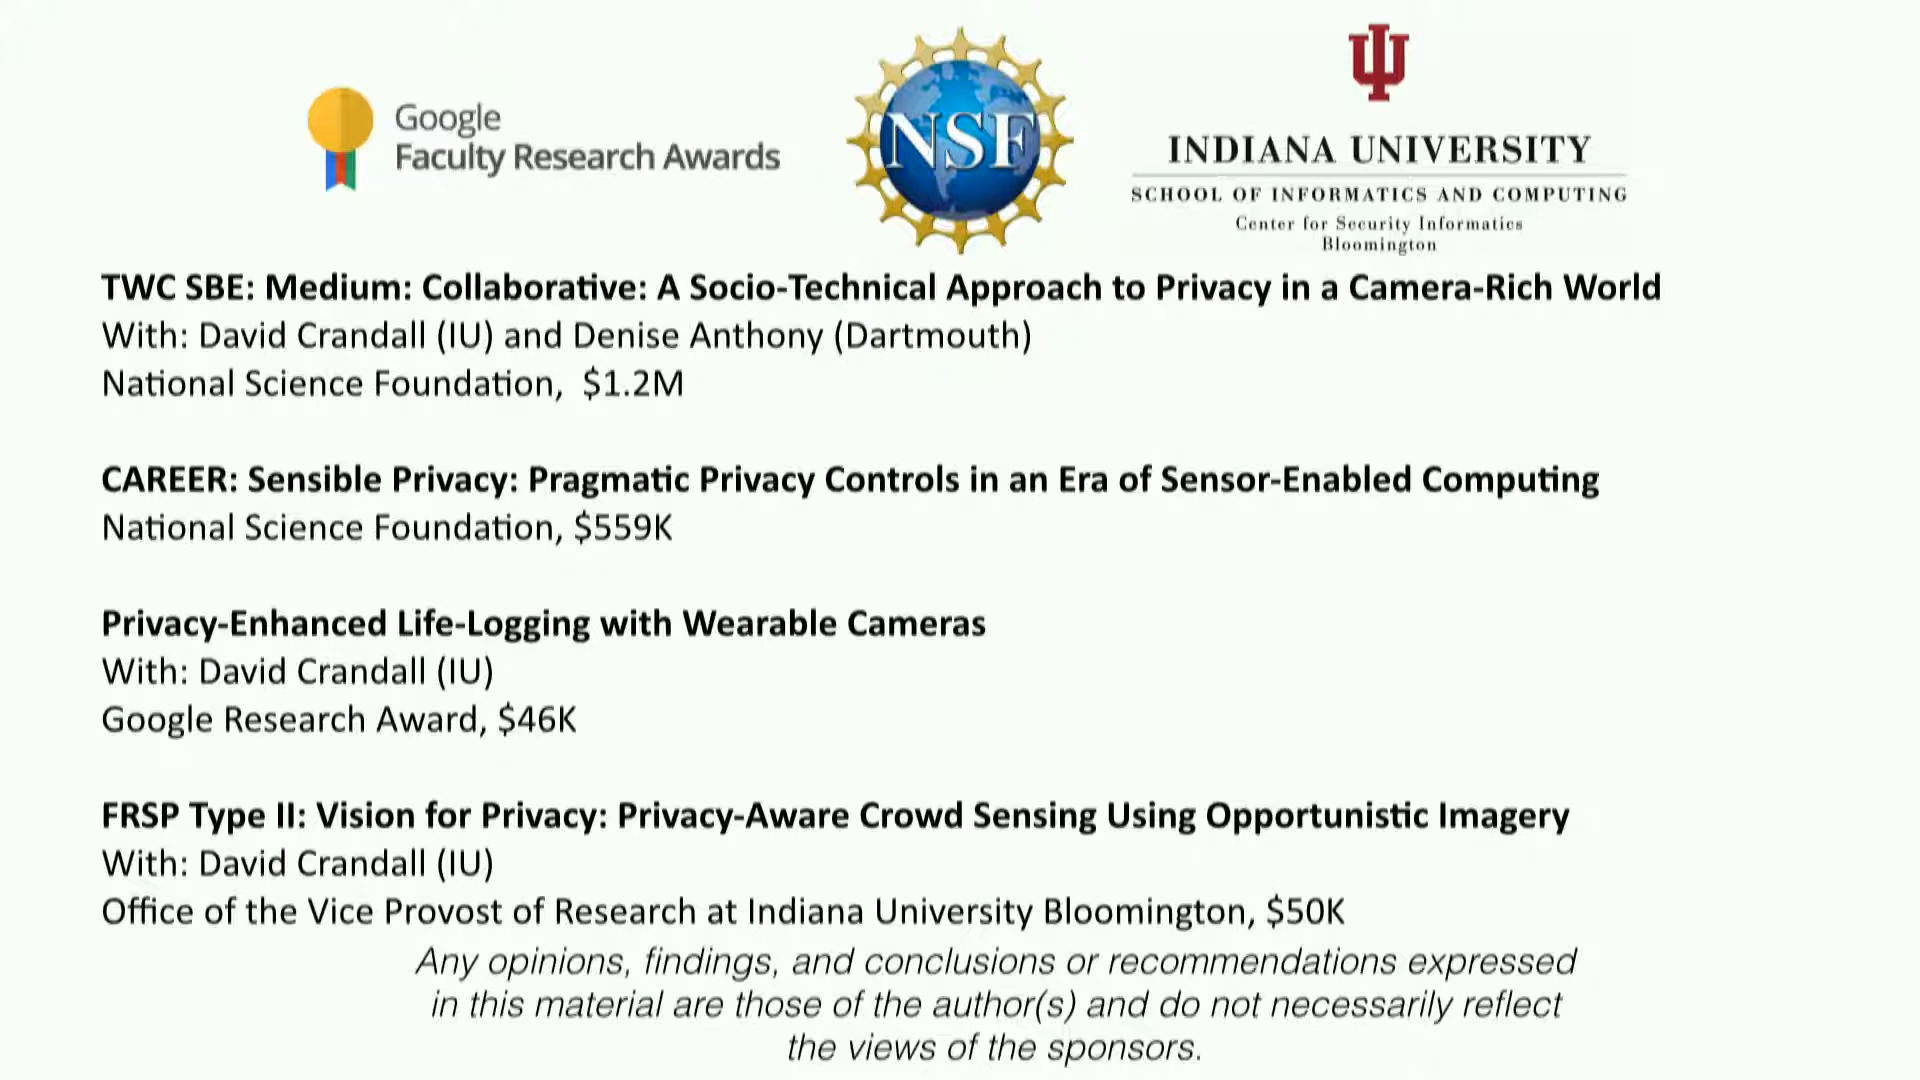 Google
Faculty Research Awards
NSF
INDIANA UNIVERSITY
SCHOOL OF INFORMATICS AND COMPUTING
Center for Security Informatics
Bloomington
TWC SBE: Medium: Collaborative: A Socio-Technical Approach to Privacy in a Camera-Rich World
With: David Crandall (IU) and Denise Anthony (Dartmouth)
National Science Foundation, $1.2M
CAREER: Sensible Privacy: Pragmatic Privacy Controls in an Era of Sensor-Enabled Computing
National Science Foundation, $559K
Privacy-Enhanced Life-Logging with Wearable Cameras
With: David Crandall (IU)
Google Research Award, $46K
FRSP Type II: Vision for Privacy: Privacy-Aware Crowd Sensing Using Opportunistic Imagery
With: David Crandall (IU)
Office of the Vice Provost of Research at Indiana University Bloomington, $50K
Any opinions, findings, and conclusions or recommendations expressed
in this material are those of the author(s) and do not necessarily reflect
the views of the sponsors.